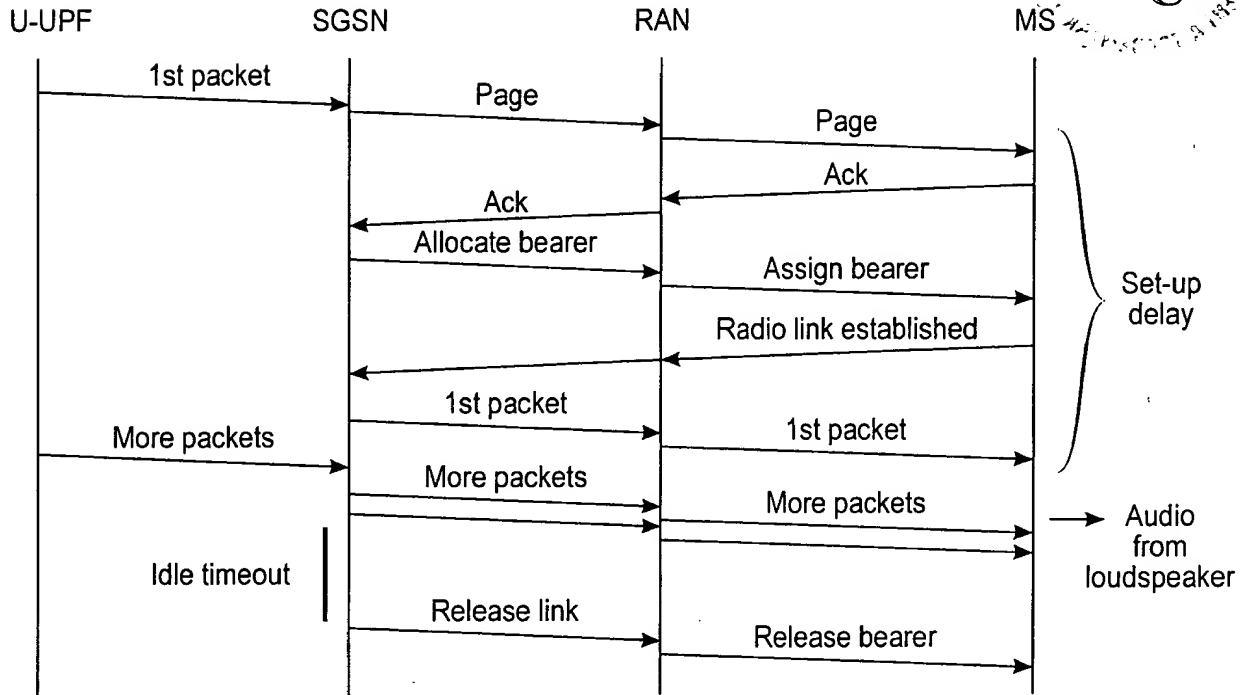 U-UPF SGSN RAN MS
1st packet
Page
Page
Ack
Ack
Allocate bearer
Assign bearer
Set-up
delay
Radio link established
1st packet
1st packet
More packets
More packets
More packets
Audio
from
loudspeaker
Idle timeout
Release link
Release bearer